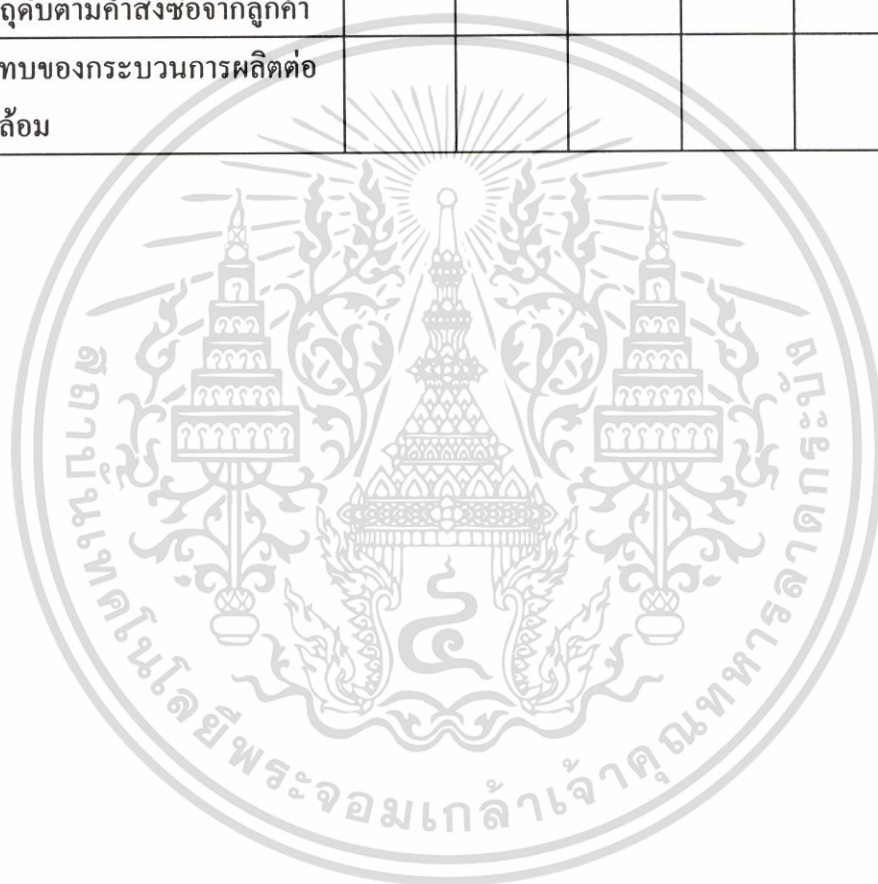 ถุดิบตามคำสั่งซื้อจากลูกค้า
ทบของกระบวนการผลิตต่อ
ล้อม
สถาบันเทคโนโลยีพระจอมเกล้าเจ้าคุณทหารลาดกระบัง